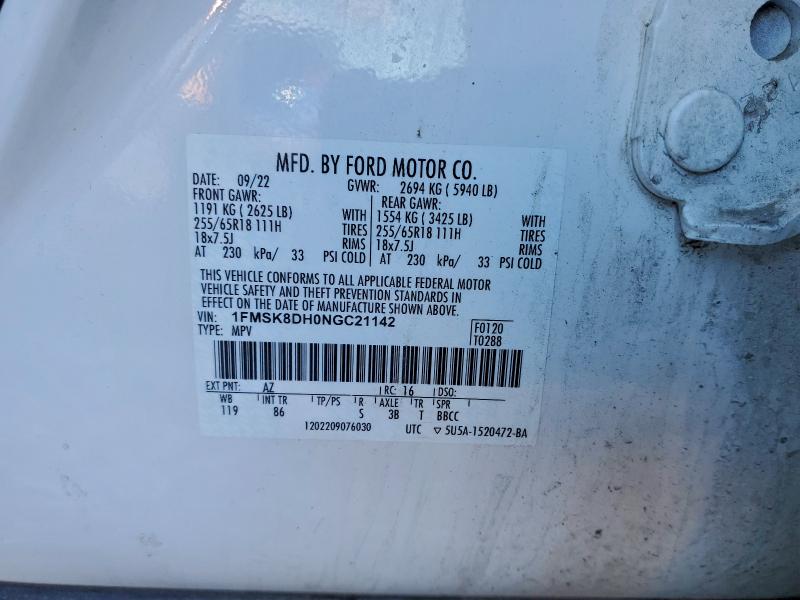 MFD. BY FORD MOTOR CO.
DATE: 09/22 GVWR: 2694 KG ( 5940 LB)
FRONT GAWR: REAR GAWR:
1191 KG ( 2625 LB) WITH 1554 KG ( 3425 LB) WITH
255/65R18 111H TIRES 255/65R18 111H TIRES
18x7.5J RIMS 18x7.5J RIMS
AT 230 kPa/ 33 PSI COLD AT 230 kPa/ 33 PSI COLD
THIS VEHICLE CONFORMS TO ALL APPLICABLE FEDERAL MOTOR
VEHICLE SAFETY AND THEFT PREVENTION STANDARDS IN
EFFECT ON THE DATE OF MANUFACTURE SHOWN ABOVE.
VIN: 1FMSK8DH0NGC21142 F0120
TYPE: MPV T0288
EXT PNT: AZ RC: 16 DSO:
WB INT TR TP/PS R AXLE TR SPR
119 86 S 3B T BBCC
1202209076030 UTC ▽ 5U5A-1520472-BA